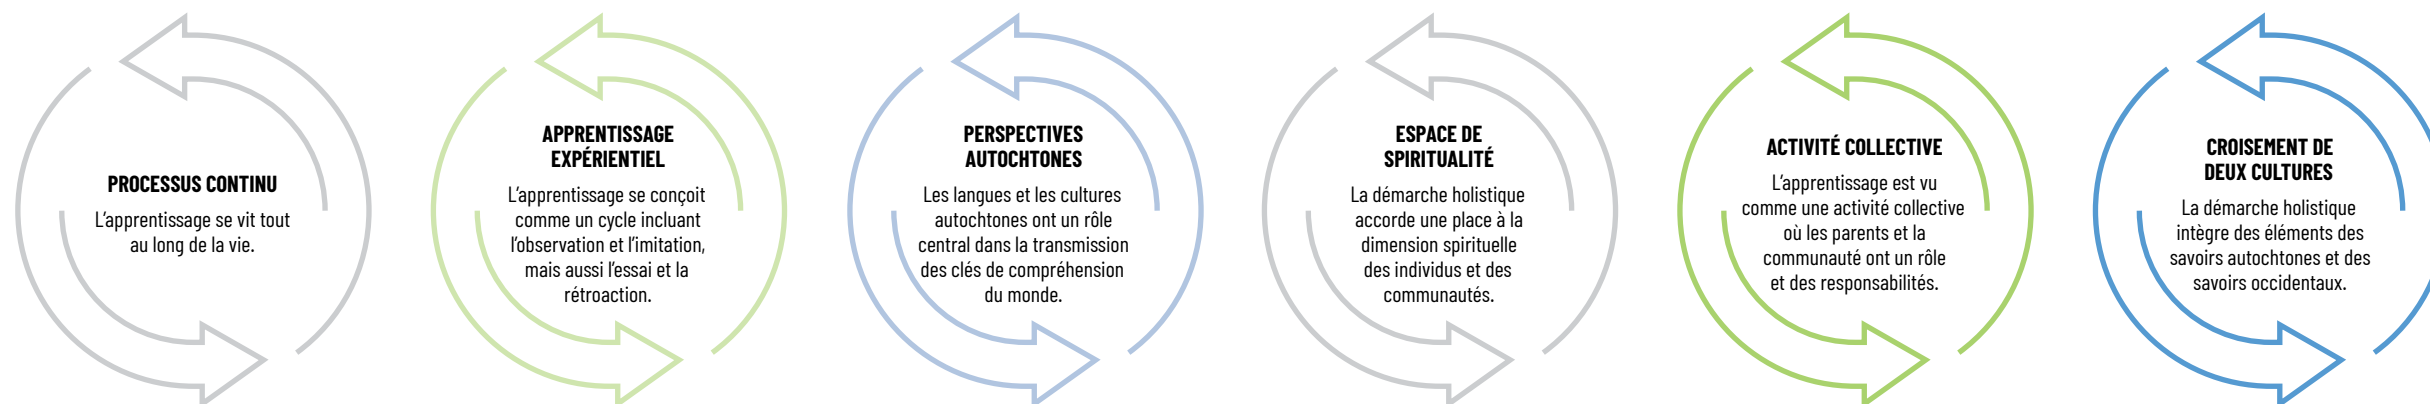 PROCESSUS CONTINU
L'apprentissage se vit tout
au long de la vie.
APPRENTISSAGE
EXPÉRIENTIEL
L'apprentissage se conçoit
comme un cycle incluant
l'observation et l'imitation,
mais aussi l'essai et la
rétroaction.
PERSPECTIVES
AUTOCHTONES
Les langues et les cultures
autochtones ont un rôle
central dans la transmission
des clés de compréhension
du monde.
ESPACE DE
SPIRITUALITÉ
La démarche holistique
accorde une place à la
dimension spirituelle
des individus et des
communautés.
ACTIVITÉ COLLECTIVE
L'apprentissage est vu
comme une activité collective
où les parents et la
communauté ont un rôle
et des responsabilités.
CROISEMENT DE
DEUX CULTURES
La démarche holistique
intègre des éléments des
savoirs autochtones et des
savoirs occidentaux.